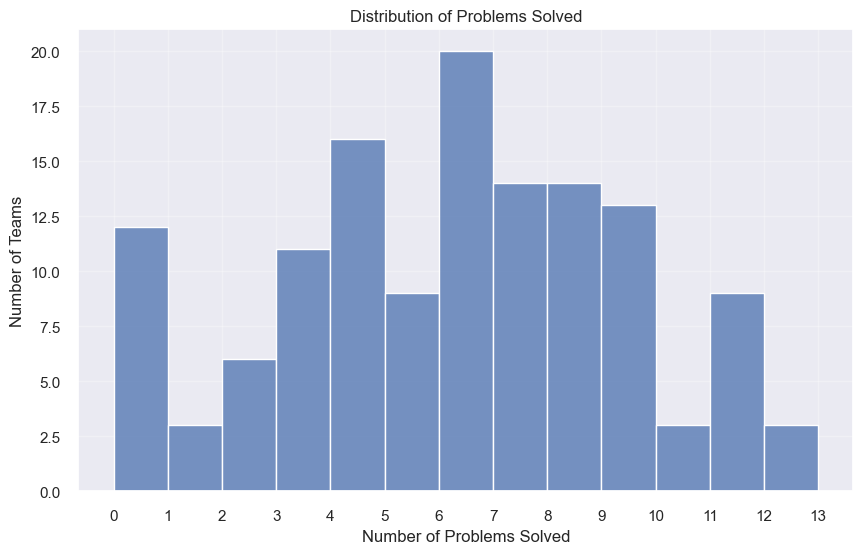 Distribution of Problems Solved
20.0
17.5
15.0
12.5
10.0
7.5
5.0
2.5
0.0
Number of Teams
0 1 2 3 4 5 6 7 8 9 10 11 12 13
Number of Problems Solved